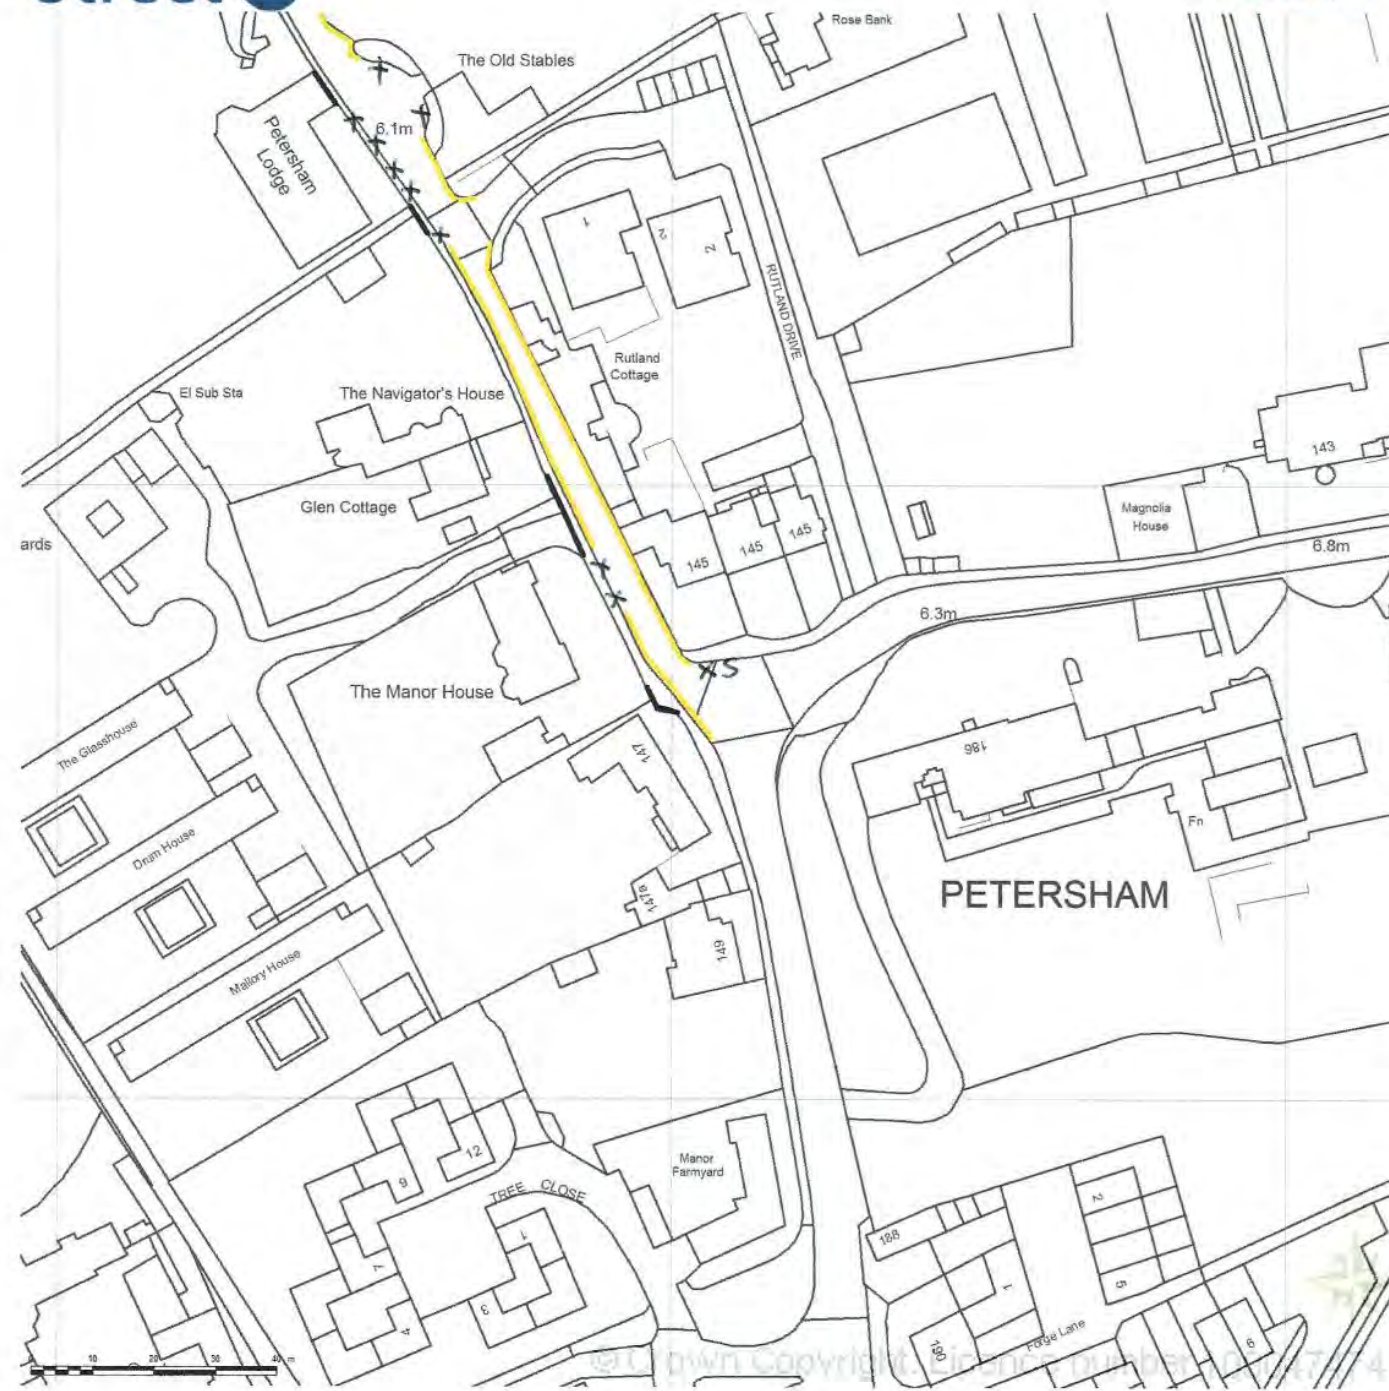 Rose Bank
The Old Stables
6.1m
Petersham
Lodge
1
2
2
RUTLAND DRIVE
Rutland
Cottage
El Sub Sta
The Navigator's House
143
Glen Cottage
Magnolia
House
ards
145
145
145
6.8m
6.3m
S
The Manor House
The Glasshouse
147
186
Drum House
Fn
PETERSHAM
147a
149
Mallory House
12
9
Manor
Farmyard
TREE CLOSE
1
7
3
4
2
188
1
5
190
Forge Lane
9
10
20
30
40 m
© Crown Copyright. Licence number